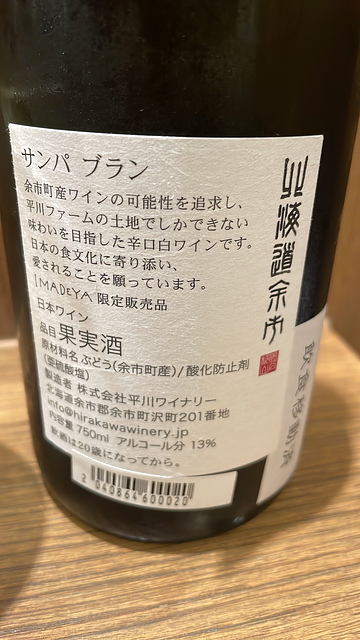 サンパ ブラン
余市町産ワインの可能性を追求し、
平川ファームの土地でしかできない
味わいを目指した辛口白ワインです。
日本の食文化に寄り添い、
愛されることを願っています。
IMADEYA 限定販売品
日本ワイン
品目 果実酒
原材料名 ぶどう(余市町産)/酸化防止剤
(亜硫酸塩)
製造者 株式会社平川ワイナリー
北海道余市郡余市町沢町201番地
info@hirakawawinery.jp
内容量 750ml アルコール分 13%
飲酒は20歳になってから。
2 040864 600020
北海道余市